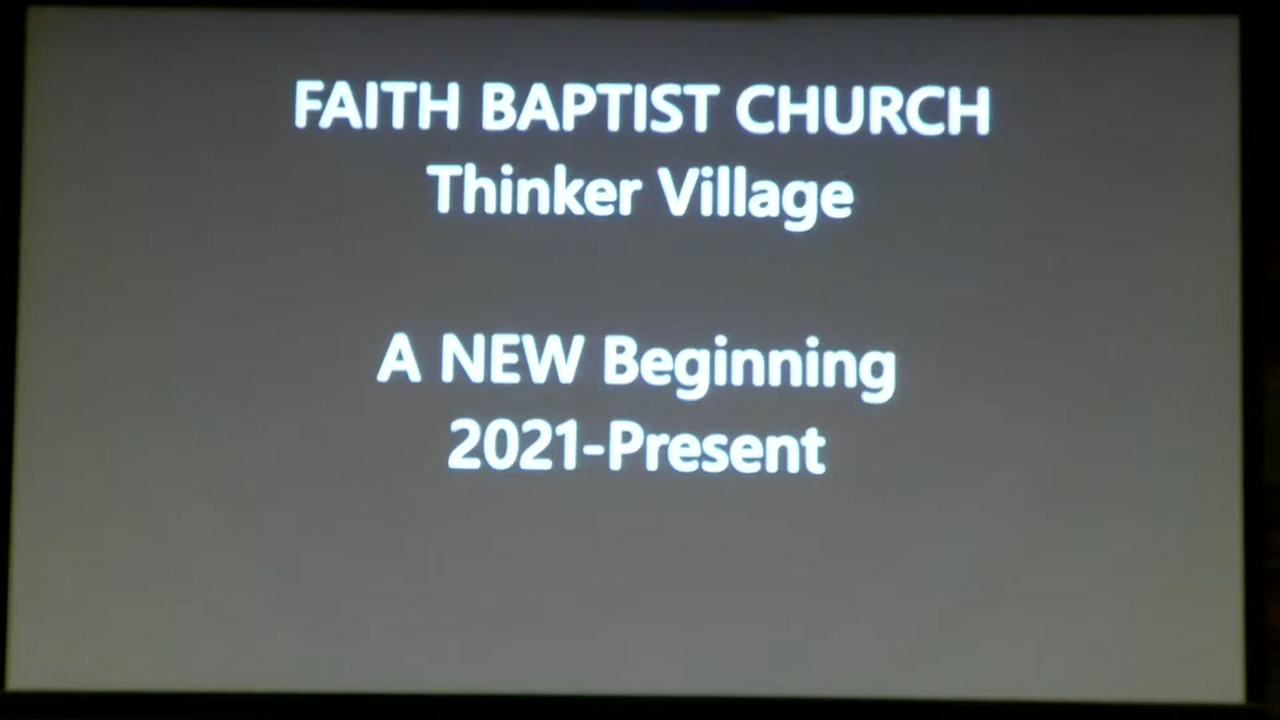 FAITH BAPTIST CHURCH
Thinker Village
A NEW Beginning
2021-Present